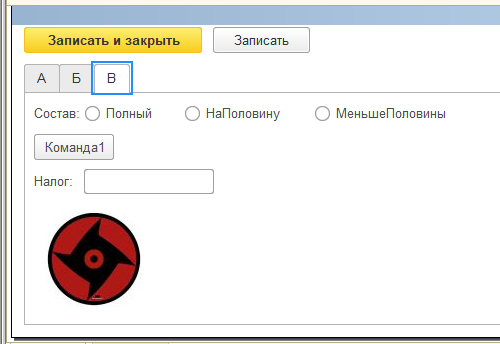 Записать и закрыть Записать
А Б В
Состав: Полный НаПоловину МеньшеПоловины
Команда1
Налог: